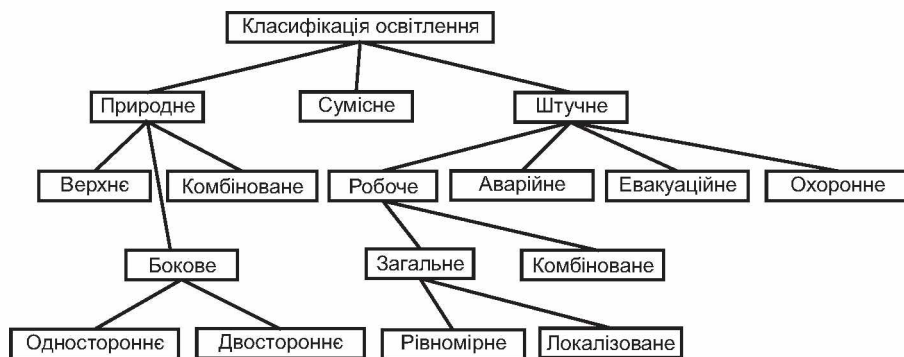 Класифікація освітлення
Природне
Сумісне
Штучне
Верхнє
Комбіноване
Робоче
Аварійне
Евакуаційне
Охоронне
Бокове
Загальне
Комбіноване
Одностороннє
Двостороннє
Рівномірне
Локалізоване